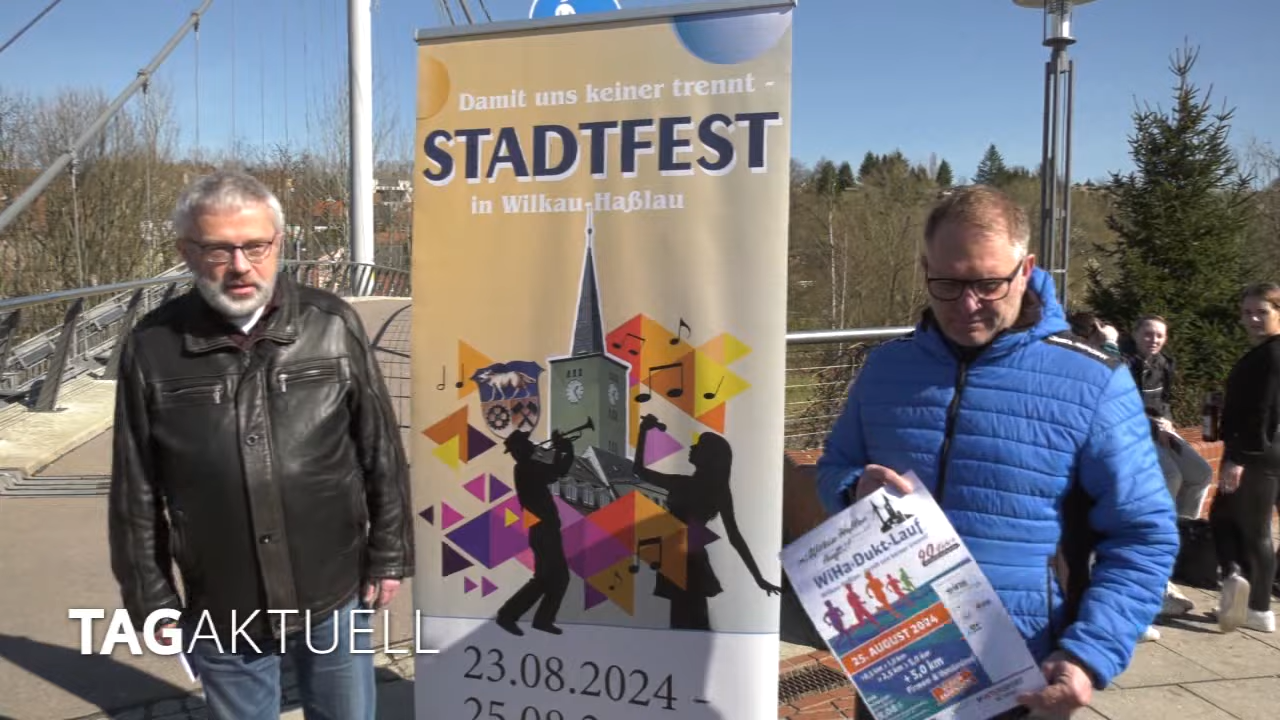 Damit uns keiner trennt -
STADTFEST
in Wilkau-Haßlau
23.08.2024 -
WiHa-Dukt-Lauf
25. AUGUST 2024
+ 5,0 km
TAGAKTUELL